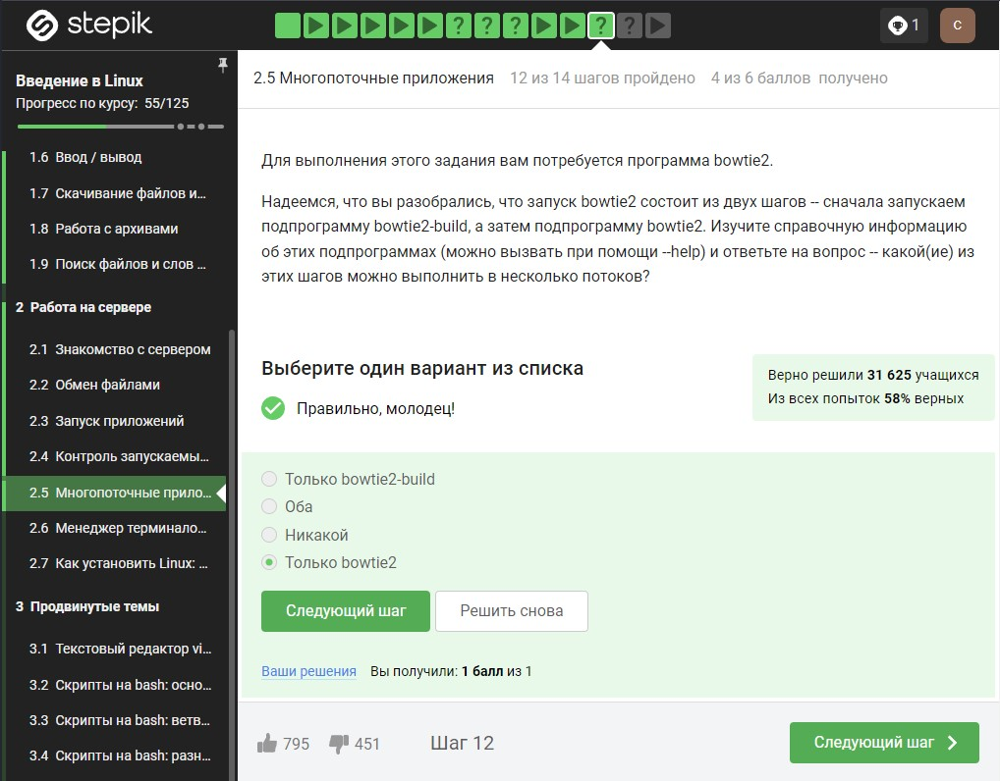 stepik
? ? ? ? ?
1
C
Введение в Linux
Прогресс по курсу: 55/125
1.6 Ввод / вывод
1.7 Скачивание файлов и...
1.8 Работа с архивами
1.9 Поиск файлов и слов ...
2 Работа на сервере
2.1 Знакомство с сервером
2.2 Обмен файлами
2.3 Запуск приложений
2.4 Контроль запускаемы...
2.5 Многопоточные прило...
2.6 Менеджер терминало...
2.7 Как установить Linux: ...
3 Продвинутые темы
3.1 Текстовый редактор vi...
3.2 Скрипты на bash: осно...
3.3 Скрипты на bash: ветв...
3.4 Скрипты на bash: разн...
2.5 Многопоточные приложения 12 из 14 шагов пройдено 4 из 6 баллов получено
Для выполнения этого задания вам потребуется программа bowtie2.
Надеемся, что вы разобрались, что запуск bowtie2 состоит из двух шагов -- сначала запускаем
подпрограмму bowtie2-build, а затем подпрограмму bowtie2. Изучите справочную информацию
об этих подпрограммах (можно вызвать при помощи --help) и ответьте на вопрос -- какой(ие) из
этих шагов можно выполнить в несколько потоков?
Выберите один вариант из списка
Правильно, молодец!
Верно решили 31 625 учащихся
Из всех попыток 58% верных
Только bowtie2-build
Оба
Никакой
Только bowtie2
Следующий шаг
Решить снова
Ваши решения Вы получили: 1 балл из 1
795 451 Шаг 12
Следующий шаг